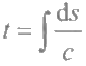 t = ∫ ds/c